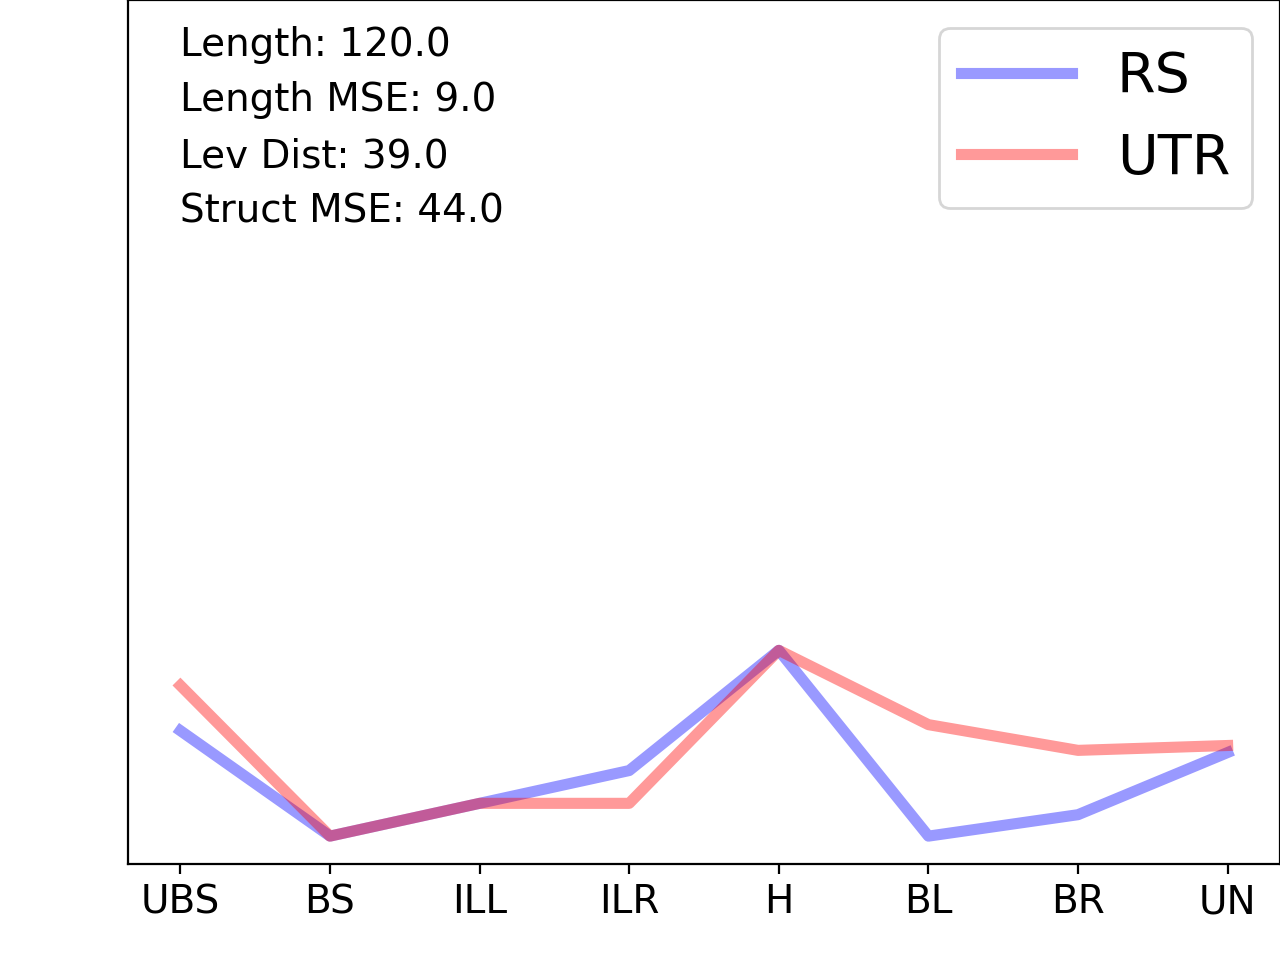 Length: 120.0
Length MSE: 9.0
Lev Dist: 39.0
Struct MSE: 44.0
RS
UTR
UBS BS ILL ILR H BL BR UN